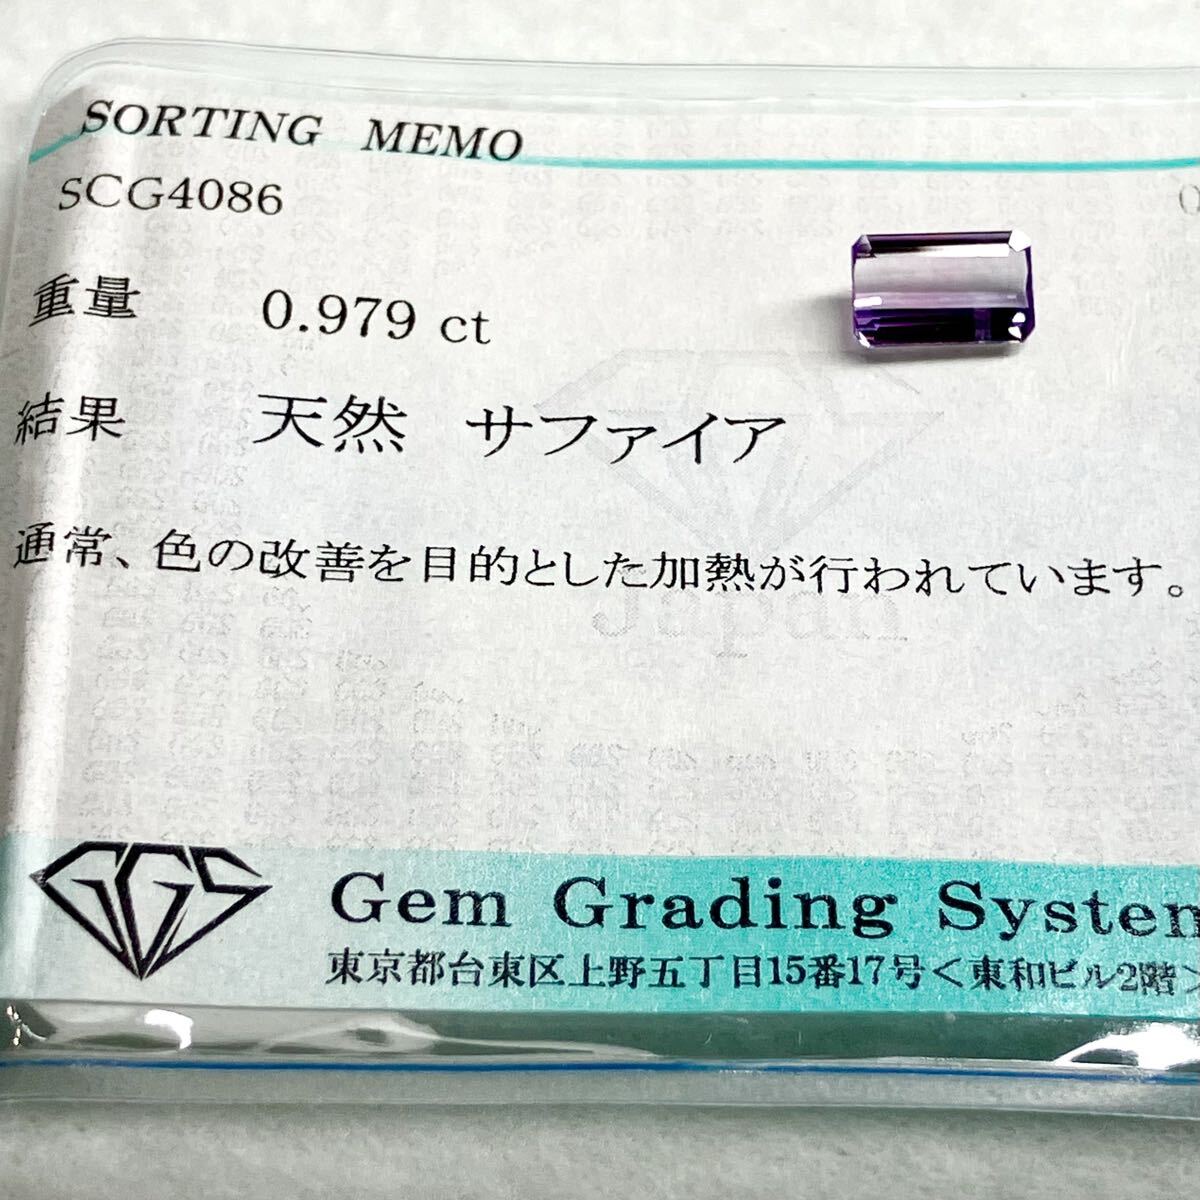 SORTING MEMO
SCG4086
重量 0.979 ct
結果 天然 サファイア
通常、色の改善を目的とした加熱が行われています。
Japan
GGS
Gem Grading System
東京都台東区上野五丁目15番17号＜東和ビル2階＞